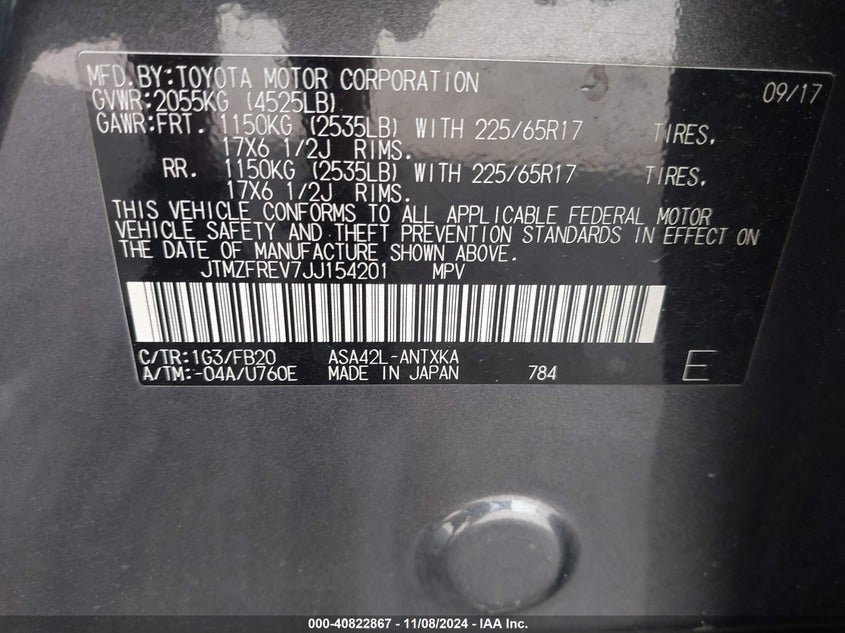 MFD.BY:TOYOTA MOTOR CORPORATION 09/17
GVWR:2055KG (4525LB)
GAWR:FRT. 1150KG (2535LB) WITH 225/65R17 TIRES,
17X6 1/2J RIMS.
RR. 1150KG (2535LB) WITH 225/65R17 TIRES,
17X6 1/2J RIMS.
THIS VEHICLE CONFORMS TO ALL APPLICABLE FEDERAL MOTOR
VEHICLE SAFETY AND THEFT PREVENTION STANDARDS IN EFFECT ON
THE DATE OF MANUFACTURE SHOWN ABOVE.
JTMZFREV7JJ154201 MPV
C/TR:1G3/FB20 ASA42L-ANTXKA
A/TM:-04A/U760E MADE IN JAPAN 784 E
000-40822867 - 11/08/2024 - IAA Inc.